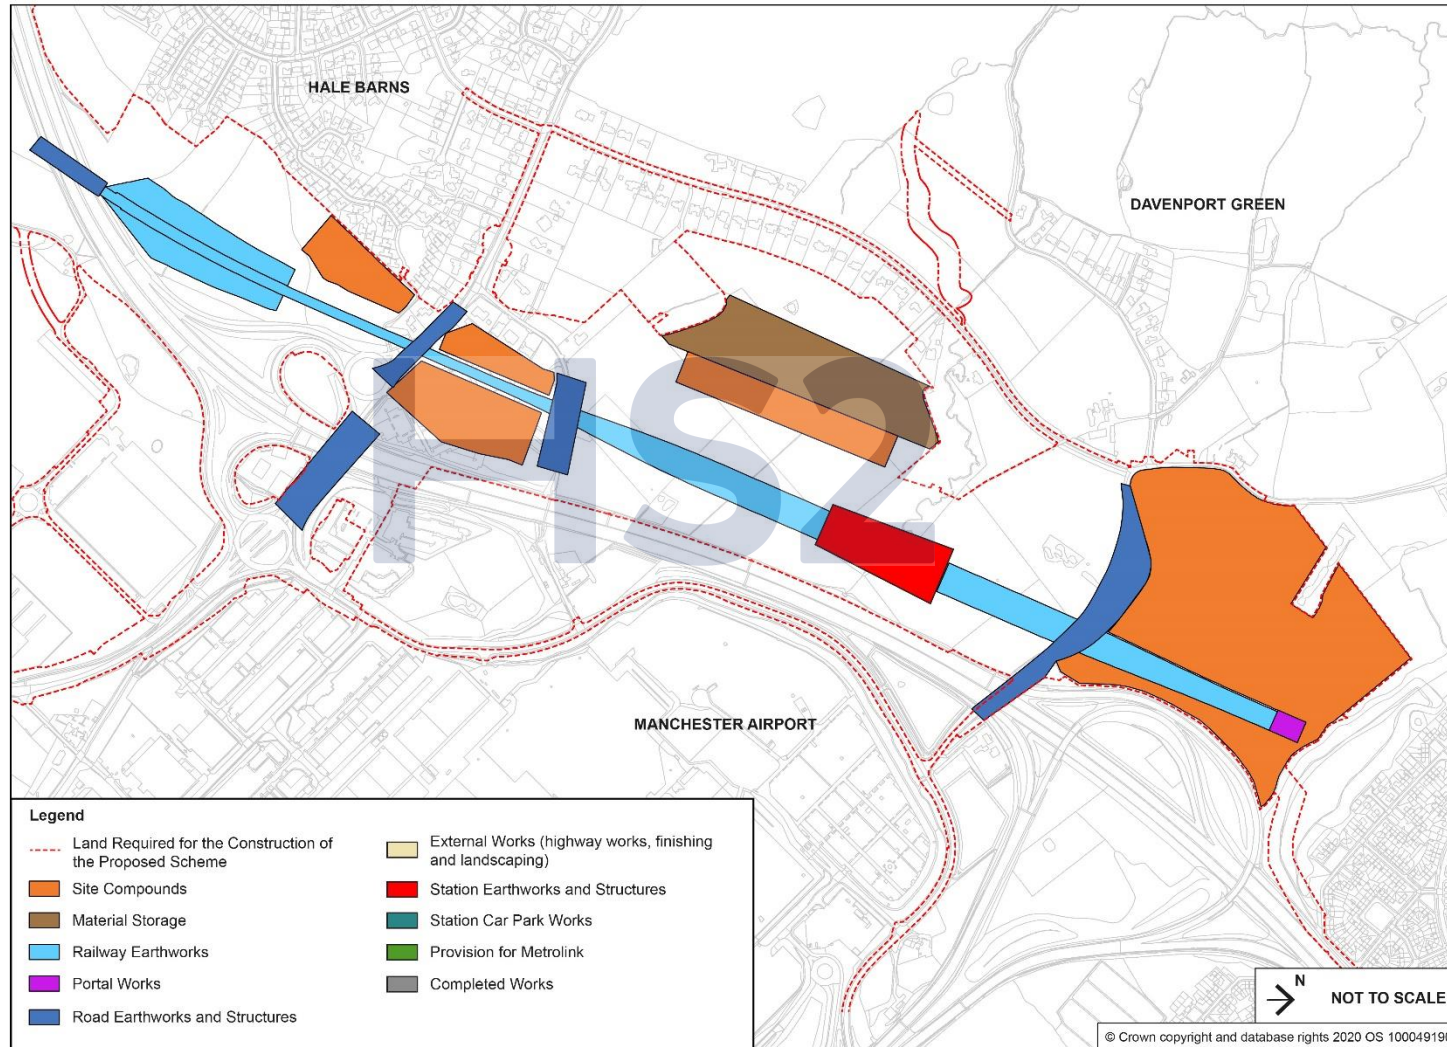 HALE BARNS
DAVENPORT GREEN
HS2
MANCHESTER AIRPORT
Legend
Land Required for the Construction of
the Proposed Scheme
Site Compounds
Material Storage
Railway Earthworks
Portal Works
Road Earthworks and Structures
External Works (highway works, finishing
and landscaping)
Station Earthworks and Structures
Station Car Park Works
Provision for Metrolink
Completed Works
N
NOT TO SCALE
© Crown copyright and database rights 2020 OS 100049190